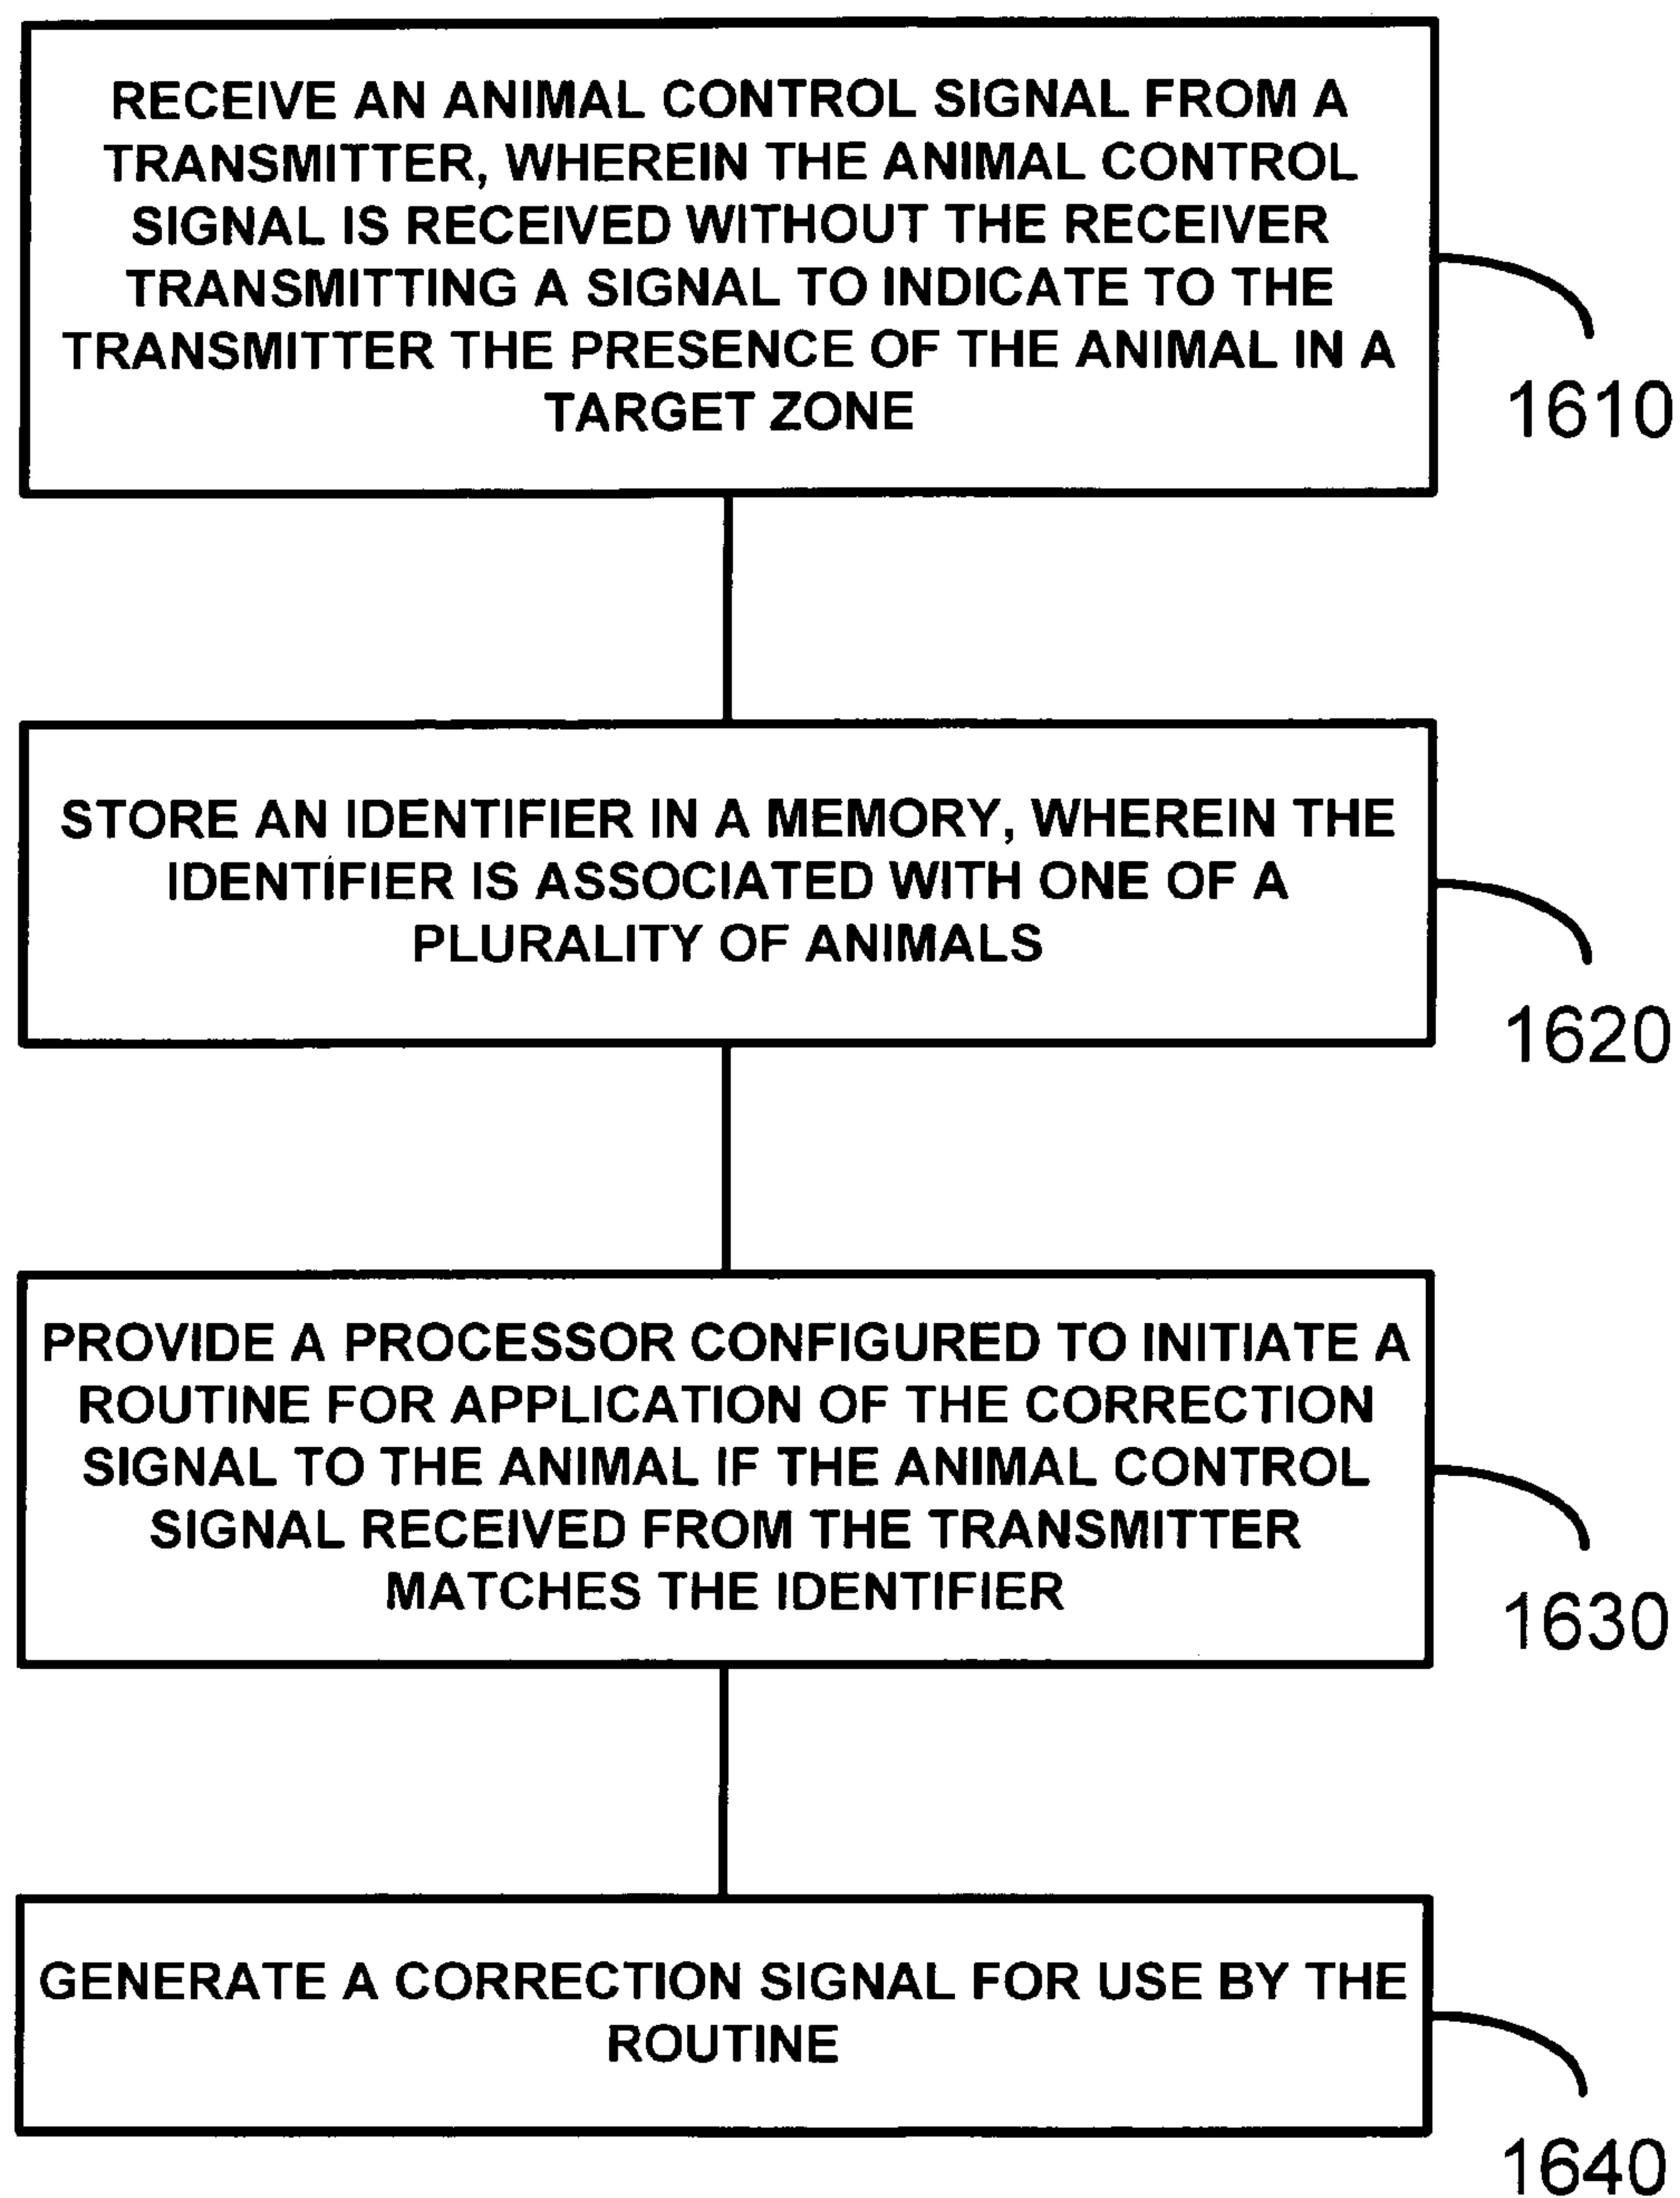 RECEIVE AN ANIMAL CONTROL SIGNAL FROM A
TRANSMITTER, WHEREIN THE ANIMAL CONTROL
SIGNAL IS RECEIVED WITHOUT THE RECEIVER
TRANSMITTING A SIGNAL TO INDICATE TO THE
TRANSMITTER THE PRESENCE OF THE ANIMAL IN A
TARGET ZONE
1610
STORE AN IDENTIFIER IN A MEMORY, WHEREIN THE
IDENTIFIER IS ASSOCIATED WITH ONE OF A
PLURALITY OF ANIMALS
1620
PROVIDE A PROCESSOR CONFIGURED TO INITIATE A
ROUTINE FOR APPLICATION OF THE CORRECTION
SIGNAL TO THE ANIMAL IF THE ANIMAL CONTROL
SIGNAL RECEIVED FROM THE TRANSMITTER
MATCHES THE IDENTIFIER
1630
GENERATE A CORRECTION SIGNAL FOR USE BY THE
ROUTINE
1640